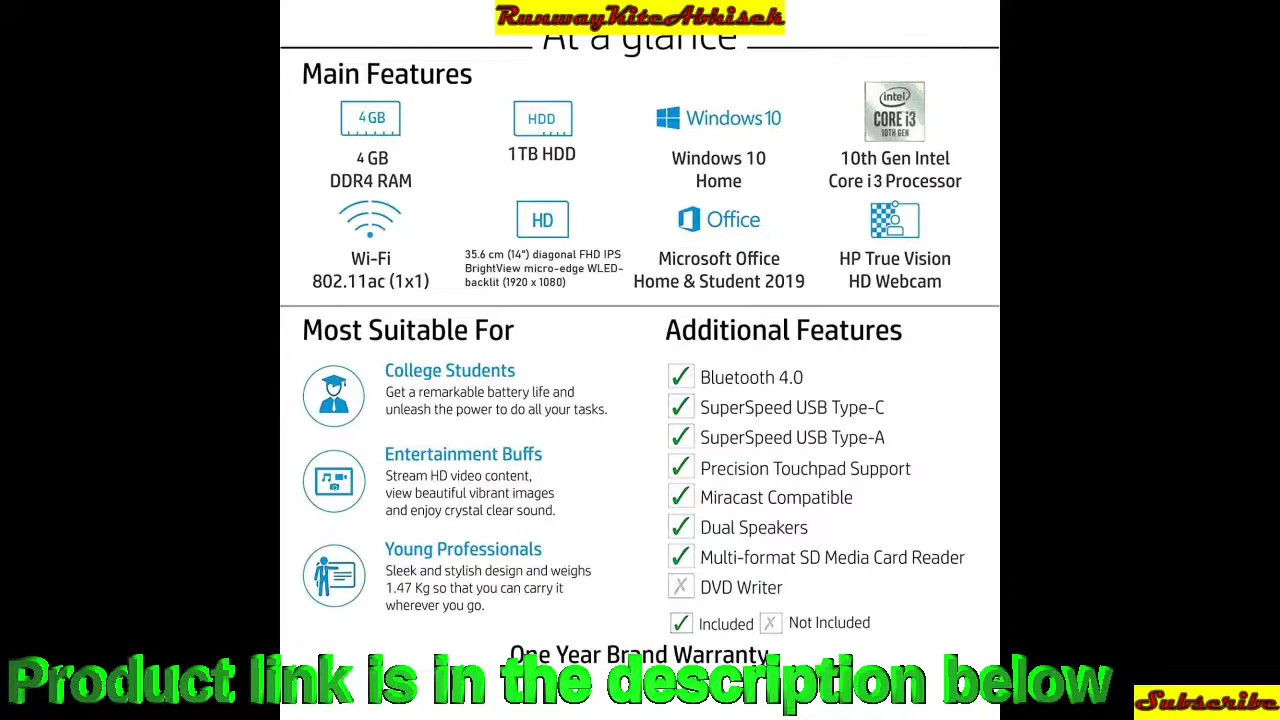 RunwayKiteAbhisek
At a glance
Main Features
4 GB
HDD
Windows 10
intel
CORE i3
10TH GEN
4 GB
DDR4 RAM
1TB HDD
Windows 10
Home
10th Gen Intel
Core i3 Processor
HD
Office
Wi-Fi
802.11ac (1x1)
35.6 cm (14") diagonal FHD IPS
BrightView micro-edge WLED-
backlit (1920 x 1080)
Microsoft Office
Home & Student 2019
HP True Vision
HD Webcam
Most Suitable For
College Students
Get a remarkable battery life and
unleash the power to do all your tasks.
Entertainment Buffs
Stream HD video content,
view beautiful vibrant images
and enjoy crystal clear sound.
Young Professionals
Sleek and stylish design and weighs
1.47 Kg so that you can carry it
wherever you go.
Additional Features
Bluetooth 4.0
SuperSpeed USB Type-C
SuperSpeed USB Type-A
Precision Touchpad Support
Miracast Compatible
Dual Speakers
Multi-format SD Media Card Reader
DVD Writer
Included
Not Included
One Year Brand Warranty
Product link is in the description below
Subscribe